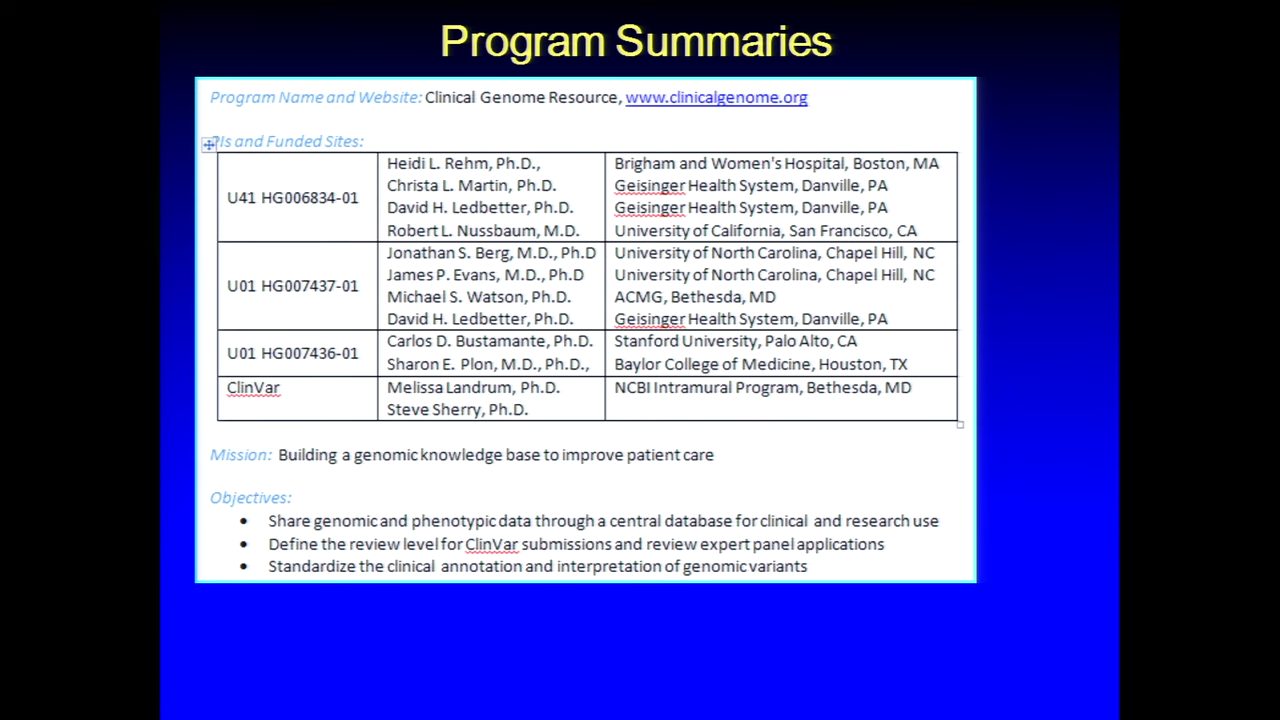 Program Summaries
Program Name and Website: Clinical Genome Resource, www.clinicalgenome.org
PIs and Funded Sites:
U41 HG006834-01
Heidi L. Rehm, Ph.D.,
Christa L. Martin, Ph.D.
David H. Ledbetter, Ph.D.
Robert L. Nussbaum, M.D.
Brigham and Women's Hospital, Boston, MA
Geisinger Health System, Danville, PA
Geisinger Health System, Danville, PA
University of California, San Francisco, CA
U01 HG007437-01
Jonathan S. Berg, M.D., Ph.D
James P. Evans, M.D., Ph.D
Michael S. Watson, Ph.D.
David H. Ledbetter, Ph.D.
University of North Carolina, Chapel Hill, NC
University of North Carolina, Chapel Hill, NC
ACMG, Bethesda, MD
Geisinger Health System, Danville, PA
U01 HG007436-01
Carlos D. Bustamante, Ph.D.
Sharon E. Plon, M.D., Ph.D.,
Stanford University, Palo Alto, CA
Baylor College of Medicine, Houston, TX
ClinVar
Melissa Landrum, Ph.D.
Steve Sherry, Ph.D.
NCBI Intramural Program, Bethesda, MD
Mission: Building a genomic knowledge base to improve patient care
Objectives:
• Share genomic and phenotypic data through a central database for clinical and research use
• Define the review level for ClinVar submissions and review expert panel applications
• Standardize the clinical annotation and interpretation of genomic variants